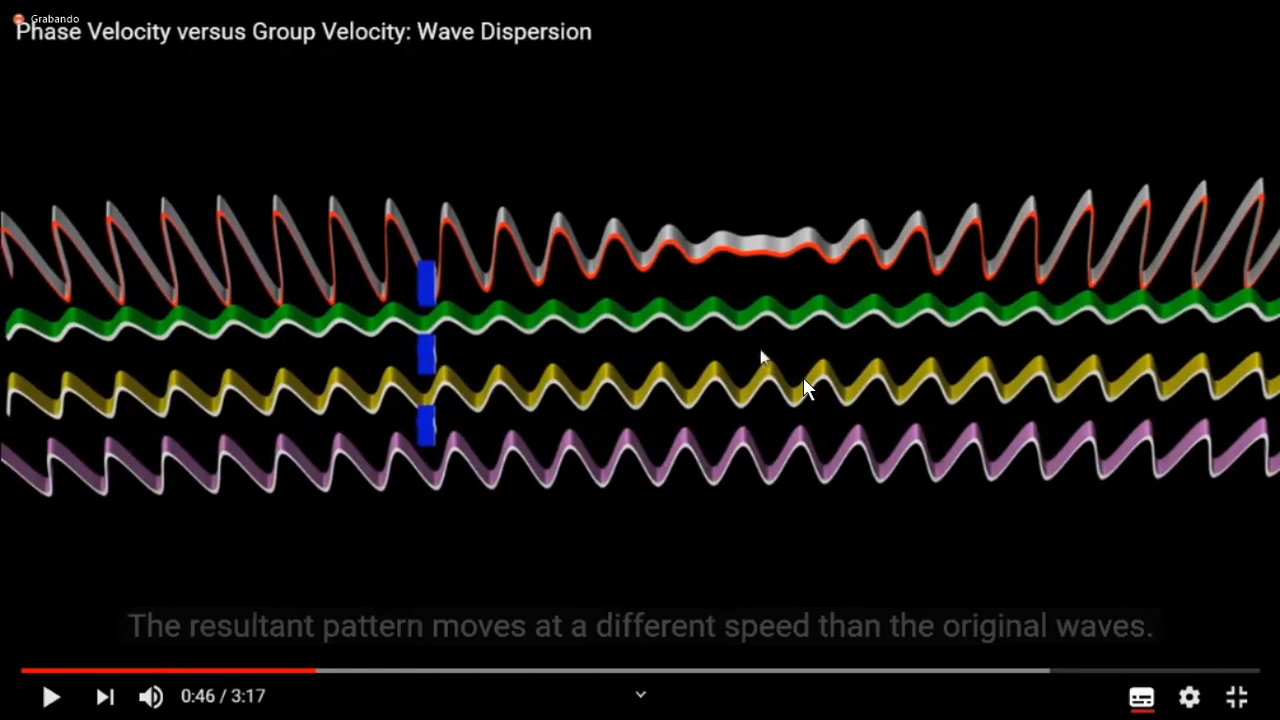 Grabando
Phase Velocity versus Group Velocity: Wave Dispersion
The resultant pattern moves at a different speed than the original waves.
0:46 / 3:17